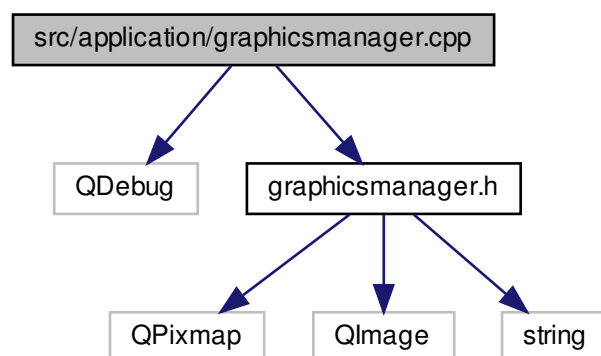 src/application/graphicsmanager.cpp
QDebug
graphicsmanager.h
QPixmap
QImage
string